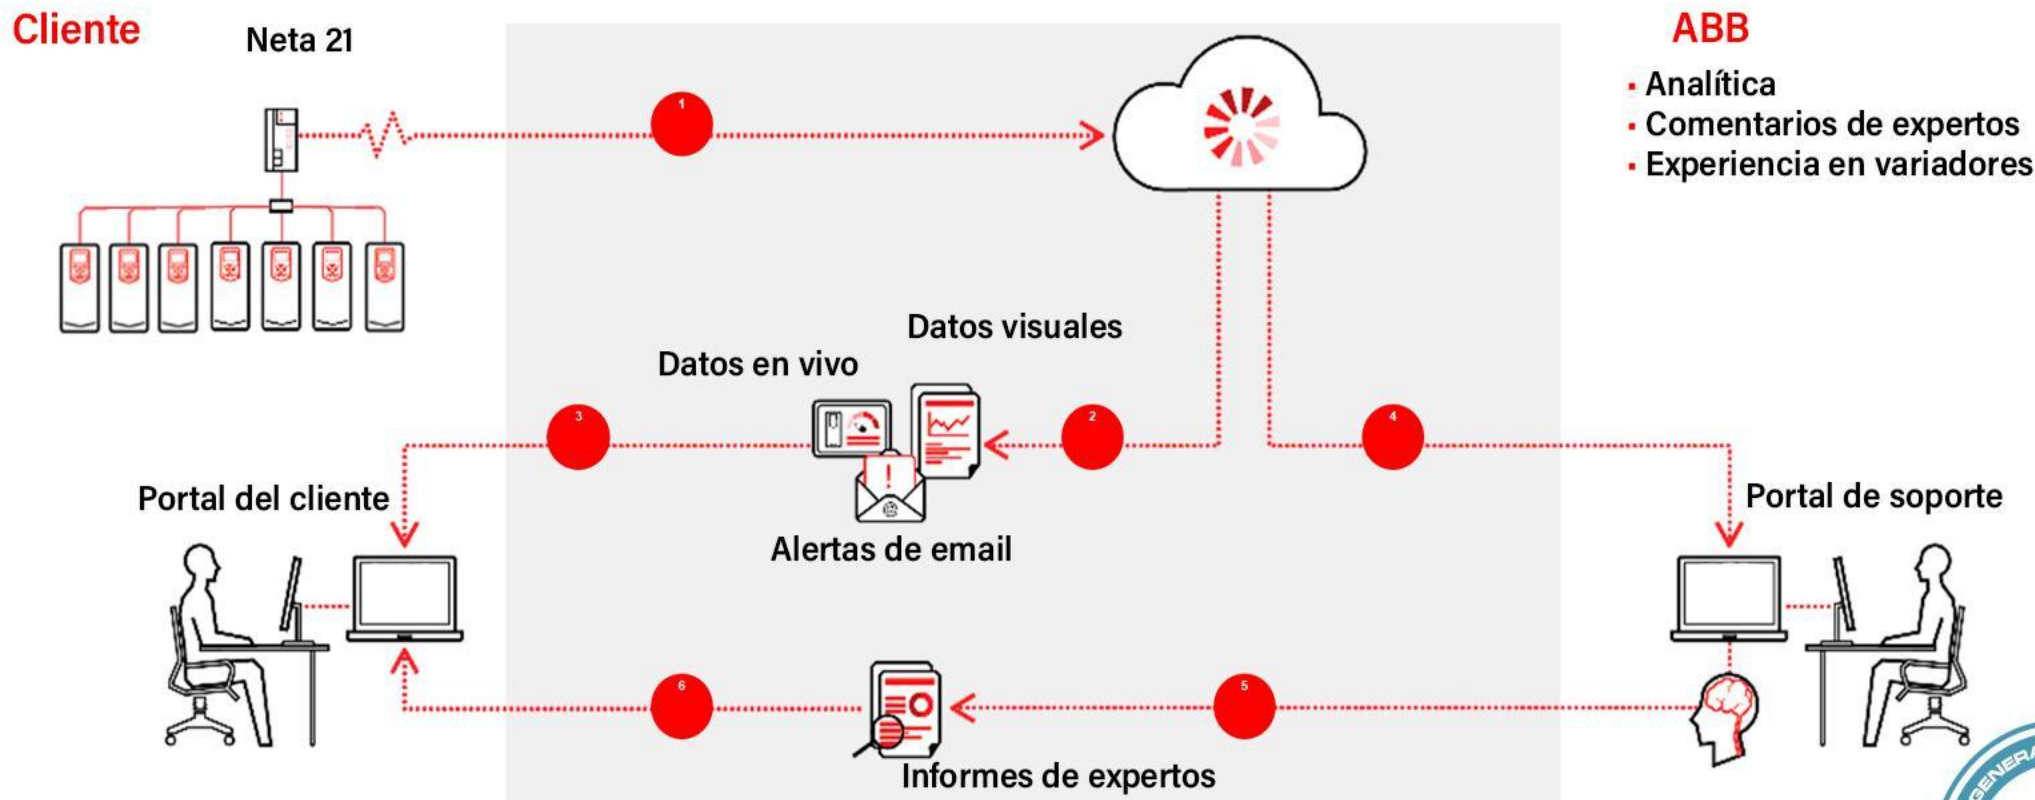 Cliente
Neta 21
ABB
▪ Analítica
▪ Comentarios de expertos
▪ Experiencia en variadores
1
Datos visuales
Datos en vivo
3
2
4
Portal del cliente
Portal de soporte
Alertas de email
6
5
Informes de expertos